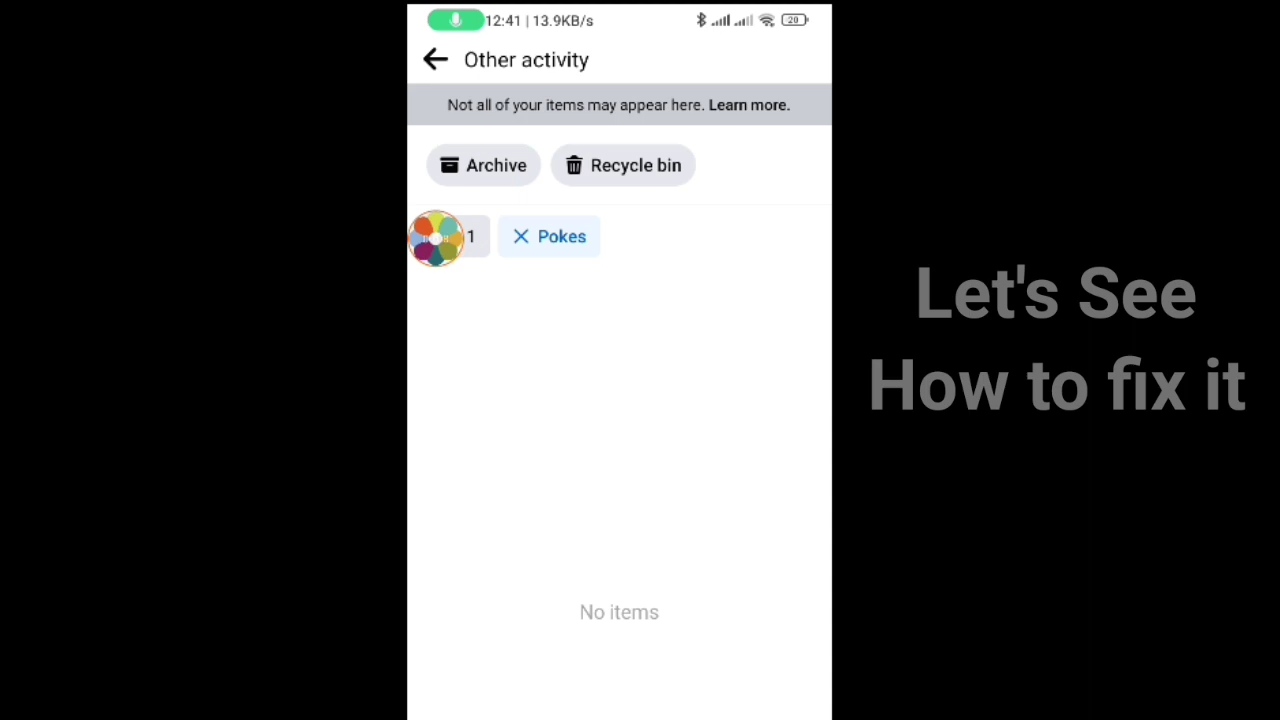 12:41 | 13.9KB/s
20
Other activity
Not all of your items may appear here. Learn more.
Archive
Recycle bin
1
Pokes
Let's See
How to fix it
No items